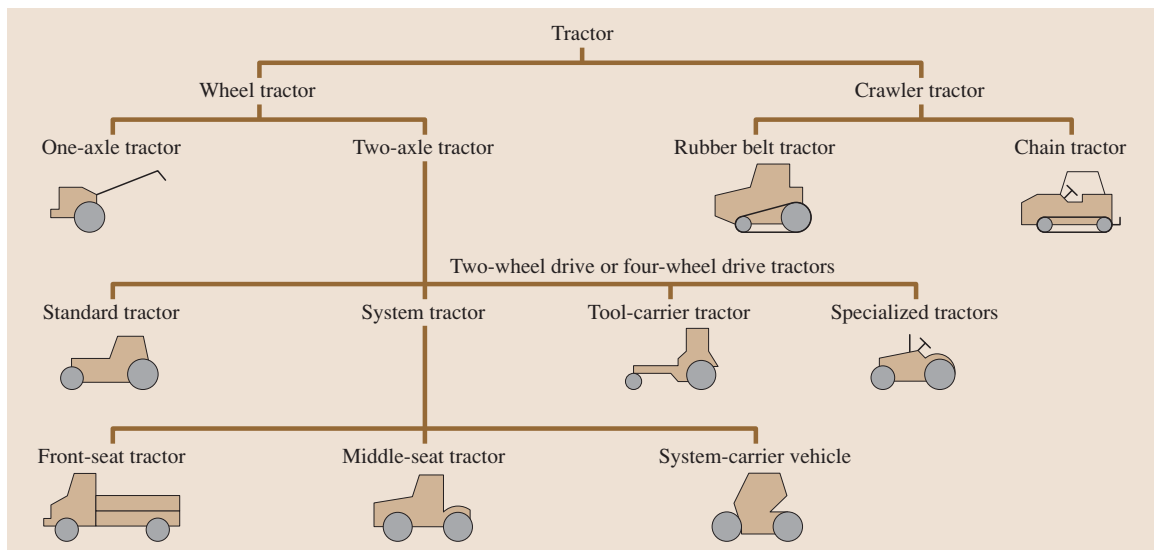 Tractor
Wheel tractor
Crawler tractor
One-axle tractor
Two-axle tractor
Rubber belt tractor
Chain tractor
Two-wheel drive or four-wheel drive tractors
Standard tractor
System tractor
Tool-carrier tractor
Specialized tractors
Front-seat tractor
Middle-seat tractor
System-carrier vehicle